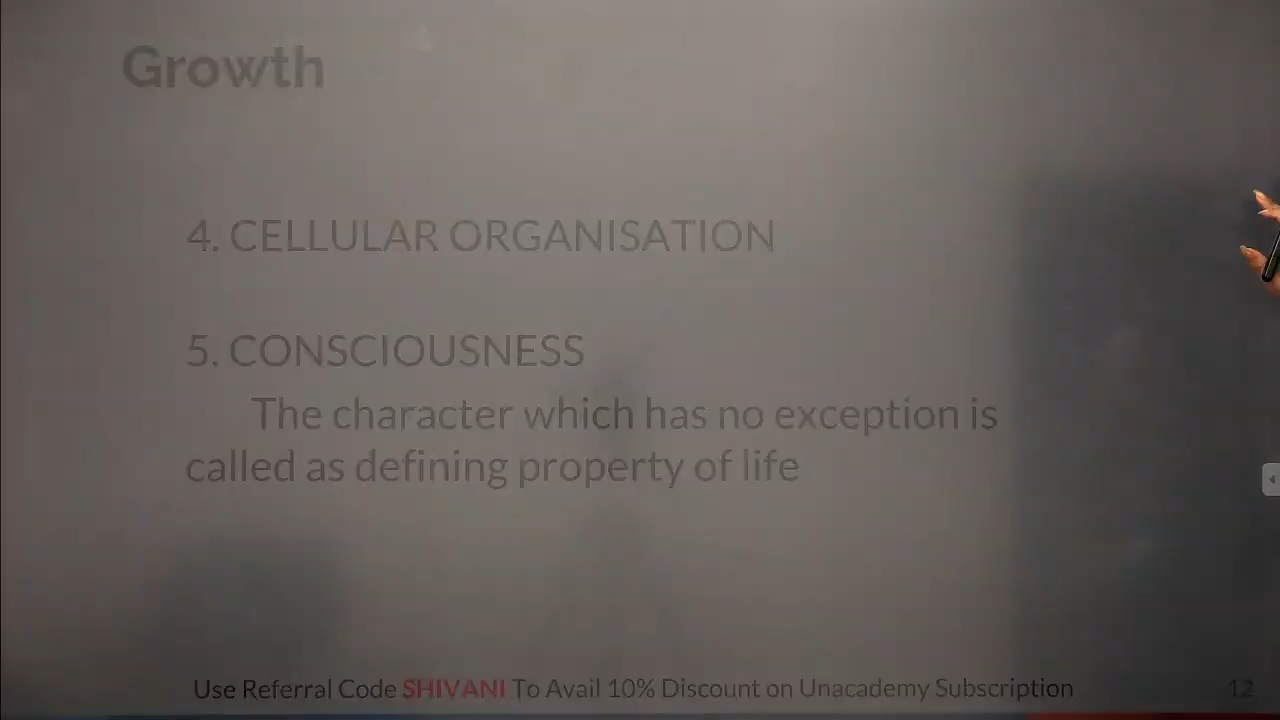 Growth
4. CELLULAR ORGANISATION
5. CONSCIOUSNESS
The character which has no exception is
called as defining property of life
Use Referral Code SHIVANI To Avail 10% Discount on Unacademy Subscription
12